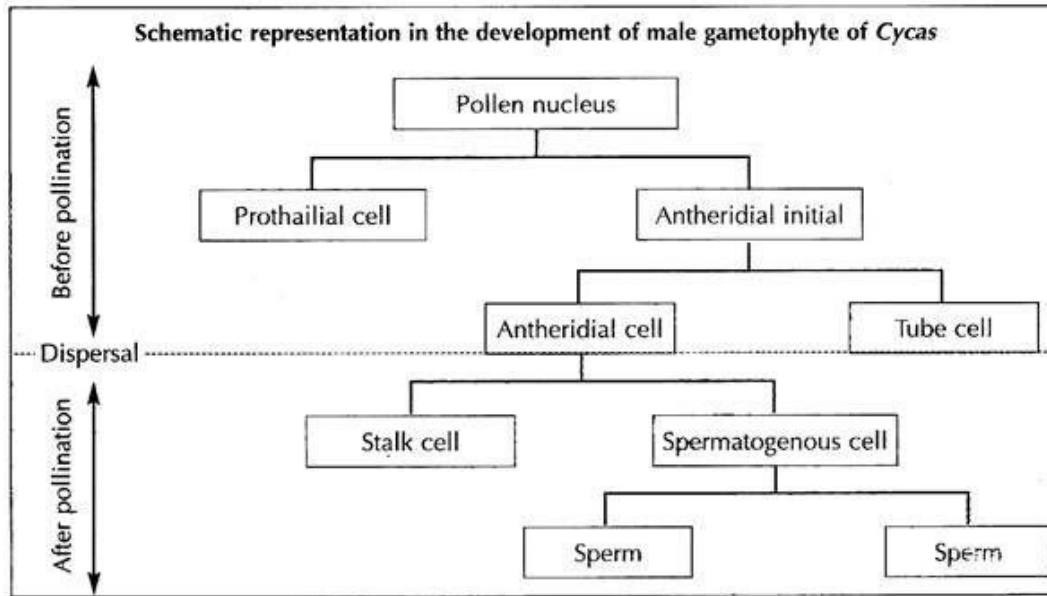 Schematic representation in the development of male gametophyte of Cycas
Before pollination
Pollen nucleus
Prothailial cell
Antheridial initial
Antheridial cell
Tube cell
Dispersal
After pollination
Stalk cell
Spermatogenous cell
Sperm
Sperm